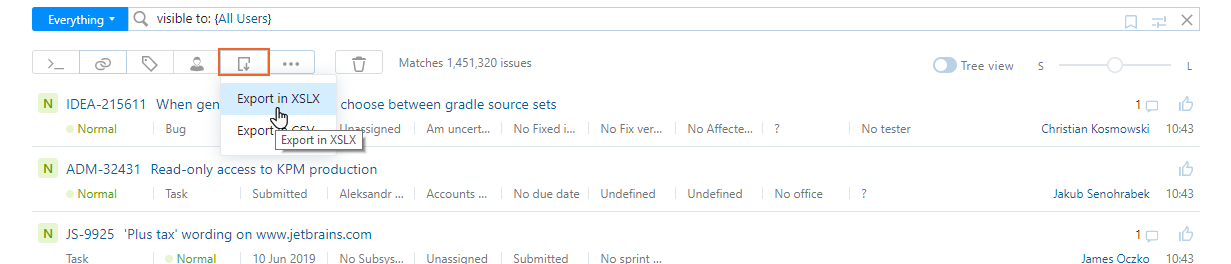 Everything visible to: {All Users}
Matches 1,451,320 issues Tree view S L
Export in XSLX
N IDEA-215611 When gen choose between gradle source sets 1
Normal Bug Unassigned Am uncert... No Fixed i... No Fix ver... No Affecte... ? No tester Christian Kosmowski 10:43
Export in CSV
Export in XSLX
N ADM-32431 Read-only access to KPM production
Normal Task Submitted Aleksandr ... Accounts ... No due date Undefined Undefined No office ? Jakub Senohrabek 10:43
N JS-9925 'Plus tax' wording on www.jetbrains.com 1
Task Normal 10 Jun 2019 No Subsys... Unassigned Submitted No sprint ... James Oczko 10:43